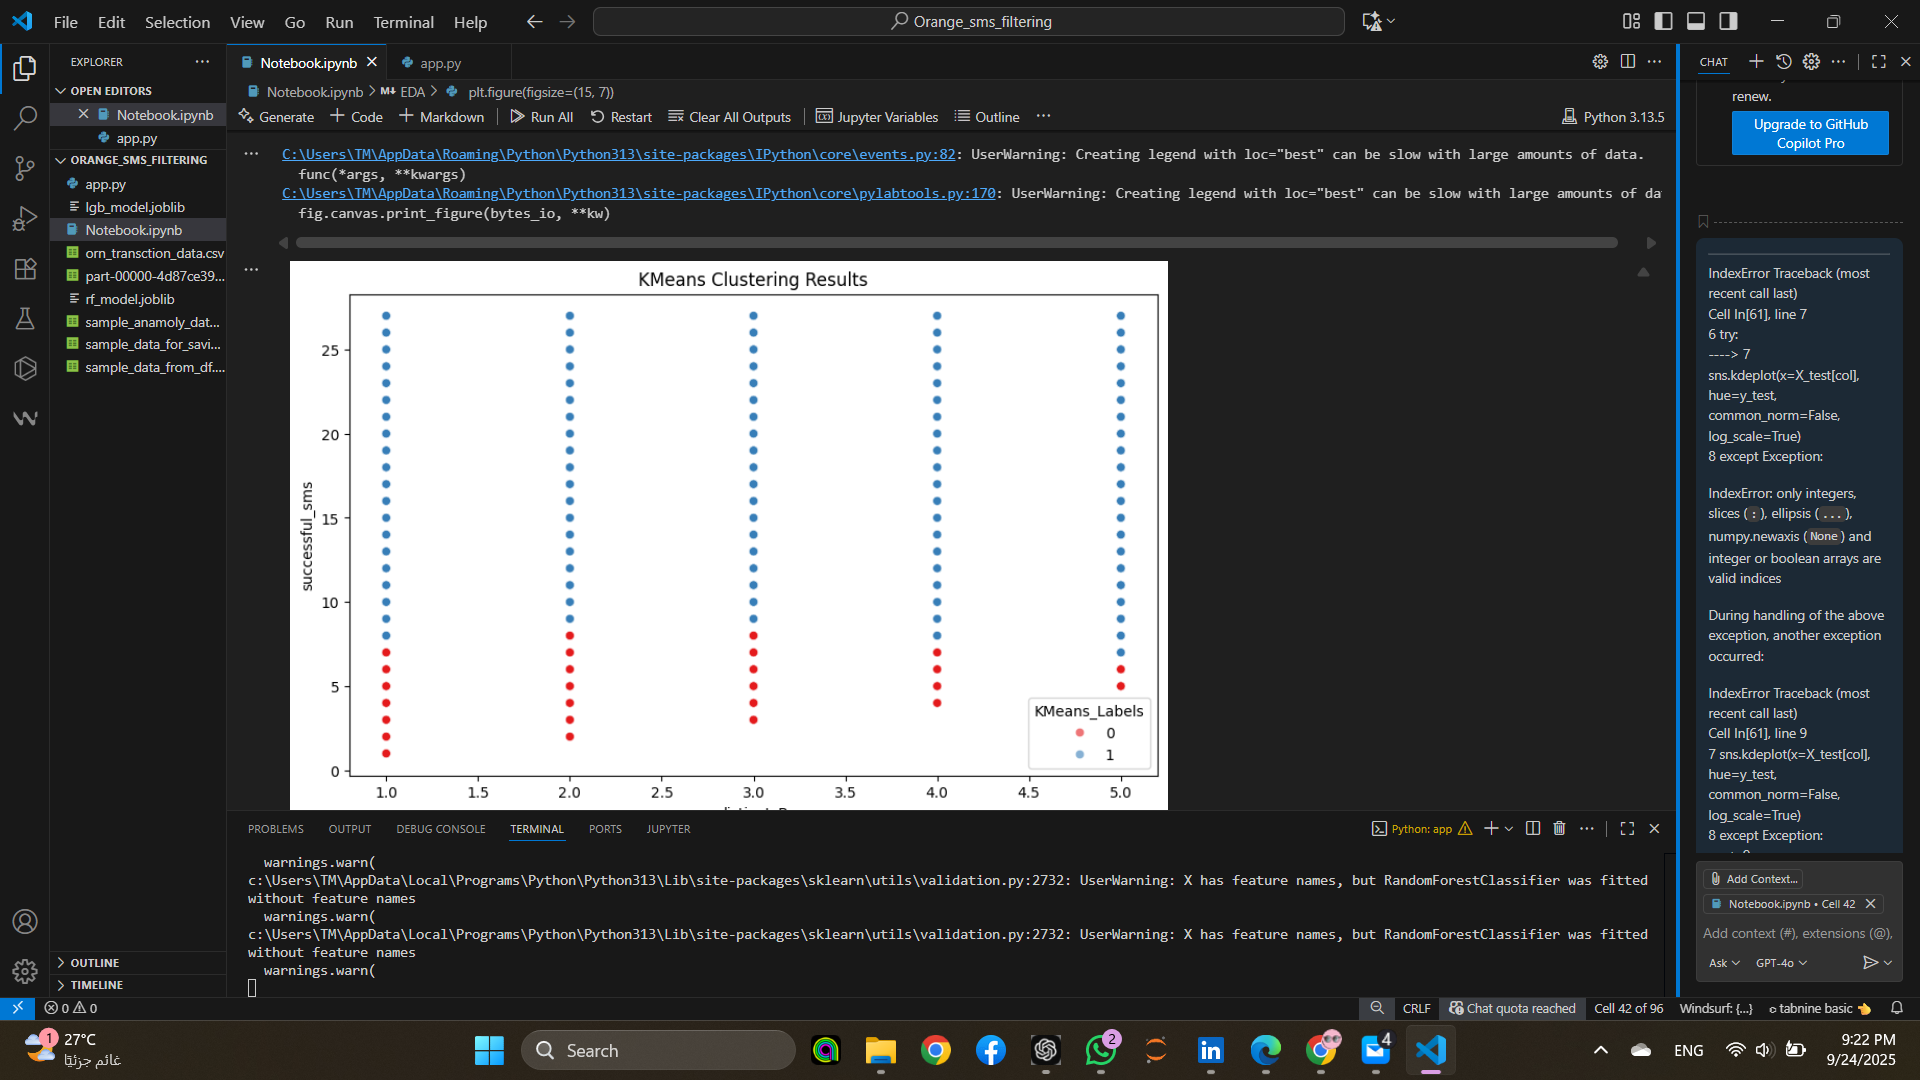 File Edit Selection View Go Run Terminal Help
Orange_sms_filtering
EXPLORER
OPEN EDITORS
Notebook.ipynb
app.py
ORANGE_SMS_FILTERING
app.py
lgb_model.joblib
Notebook.ipynb
orn_transction_data.csv
part-00000-4d87ce39...
rf_model.joblib
sample_anamoly_dat...
sample_data_for_savi...
sample_data_from_df....
OUTLINE
TIMELINE
Notebook.ipynb app.py
Notebook.ipynb > M↓ EDA > plt.figure(figsize=(15, 7))
Generate + Code + Markdown Run All Restart Clear All Outputs Jupyter Variables Outline ... Python 3.13.5
C:\Users\TM\AppData\Roaming\Python\Python313\site-packages\IPython\core\events.py:82: UserWarning: Creating legend with loc="best" can be slow with large amounts of data.
func(*args, **kwargs)
C:\Users\TM\AppData\Roaming\Python\Python313\site-packages\IPython\core\pylabtools.py:170: UserWarning: Creating legend with loc="best" can be slow with large amounts of da
fig.canvas.print_figure(bytes_io, **kw)
KMeans Clustering Results
25
20
15
10
5
0
successful_sms
1.0 1.5 2.0 2.5 3.0 3.5 4.0 4.5 5.0
KMeans_Labels
0
1
PROBLEMS OUTPUT DEBUG CONSOLE TERMINAL PORTS JUPYTER
Python: app
warnings.warn(
c:\Users\TM\AppData\Local\Programs\Python\Python313\Lib\site-packages\sklearn\utils\validation.py:2732: UserWarning: X has feature names, but RandomForestClassifier was fitted
without feature names
warnings.warn(
c:\Users\TM\AppData\Local\Programs\Python\Python313\Lib\site-packages\sklearn\utils\validation.py:2732: UserWarning: X has feature names, but RandomForestClassifier was fitted
without feature names
warnings.warn(
CHAT
renew.
Upgrade to GitHub
Copilot Pro
IndexError Traceback (most
recent call last)
Cell In[61], line 7
6 try:
----> 7
sns.kdeplot(x=X_test[col],
hue=y_test,
common_norm=False,
log_scale=True)
8 except Exception:
IndexError: only integers,
slices (:), ellipsis (...),
numpy.newaxis (None) and
integer or boolean arrays are
valid indices
During handling of the above
exception, another exception
occurred:
IndexError Traceback (most
recent call last)
Cell In[61], line 9
7 sns.kdeplot(x=X_test[col],
hue=y_test,
common_norm=False,
log_scale=True)
8 except Exception:
Add Context...
Notebook.ipynb • Cell 42
Add context (#), extensions (@),
Ask GPT-4o
0 0
CRLF Chat quota reached Cell 42 of 96 Windsurf: {...} tabnine basic
1
27°C
غائم جزئيًا
Search
2
4
ENG
9:22 PM
9/24/2025